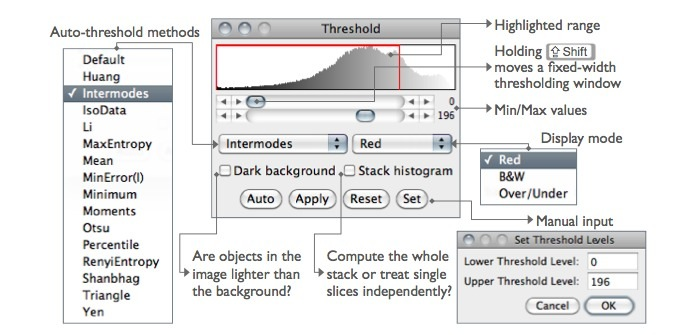 Auto-threshold methods
Default
Huang
✓ Intermodes
IsoData
Li
MaxEntropy
Mean
MinError(I)
Minimum
Moments
Otsu
Percentile
RenyiEntropy
Shanbhag
Triangle
Yen
Threshold
0
196
Intermodes
Red
Dark background
Stack histogram
Auto
Apply
Reset
Set
Highlighted range
Holding ⇧ Shift
moves a fixed-width
thresholding window
Min/Max values
Display mode
✓ Red
B&W
Over/Under
Manual input
Are objects in the
image lighter than
the background?
Compute the whole
stack or treat single
slices independently?
Set Threshold Levels
Lower Threshold Level: 0
Upper Threshold Level: 196
Cancel
OK